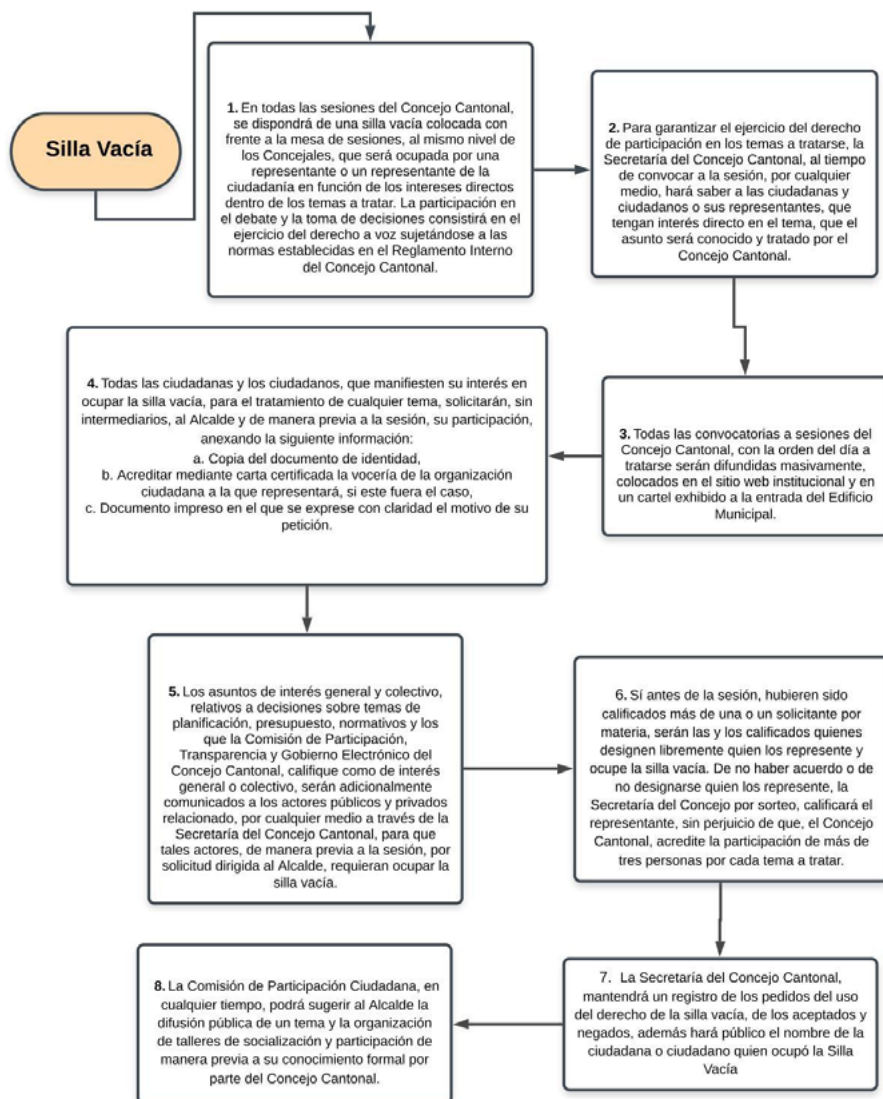 Silla Vacía
1. En todas las sesiones del Concejo Cantonal,
se dispondrá de una silla vacía colocada con
frente a la mesa de sesiones, al mismo nivel de
los Concejales, que será ocupada por una
representante o un representante de la
ciudadanía en función de los intereses directos
dentro de los temas a tratar. La participación en
el debate y la toma de decisiones consistirá en el
ejercicio del derecho a voz sujetándose a las
normas establecidas en el Reglamento Interno
del Concejo Cantonal.
2. Para garantizar el ejercicio del derecho
de participación en los temas a tratarse, la
Secretaría del Concejo Cantonal, al tiempo
de convocar a la sesión, por cualquier
medio, hará saber a las ciudadanas y
ciudadanos o sus representantes, que
tengan interés directo en el tema, que el
asunto será conocido y tratado por el
Concejo Cantonal.
3. Todas las convocatorias a sesiones del
Concejo Cantonal, con la orden del día a
tratarse serán difundidas masivamente,
colocados en el sitio web institucional y en
un cartel exhibido a la entrada del Edificio
Municipal.
4. Todas las ciudadanas y los ciudadanos, que manifiesten su interés en
ocupar la silla vacía, para el tratamiento de cualquier tema, solicitarán, sin
intermediarios, al Alcalde y de manera previa a la sesión, su participación,
anexando la siguiente información:
a. Copia del documento de identidad,
b. Acreditar mediante carta certificada la vocería de la organización
ciudadana a la que representará, si este fuera el caso,
c. Documento impreso en el que se exprese con claridad el motivo de su
petición.
5. Los asuntos de interés general y colectivo,
relativos a decisiones sobre temas de
planificación, presupuesto, normativos y los
que la Comisión de Participación,
Transparencia y Gobierno Electrónico del
Concejo Cantonal, califique como de interés
general o colectivo, serán adicionalmente
comunicados a los actores públicos y privados
relacionado, por cualquier medio a través de la
Secretaría del Concejo Cantonal, para que
tales actores, de manera previa a la sesión, por
solicitud dirigida al Alcalde, requieran ocupar la
silla vacía.
6. Sí antes de la sesión, hubieren sido
calificados más de una o un solicitante por
materia, serán las y los calificados quienes
designen libremente quien los represente y
ocupe la silla vacía. De no haber acuerdo o de
no designarse quien los represente, la
Secretaría del Concejo por sorteo, calificará el
representante, sin perjuicio de que, el Concejo
Cantonal, acredite la participación de más de
tres personas por cada tema a tratar.
7. La Secretaría del Concejo Cantonal,
mantendrá un registro de los pedidos del uso
del derecho de la silla vacía, de los aceptados y
negados, además hará público el nombre de la
ciudadana o ciudadano quien ocupó la Silla
Vacía
8. La Comisión de Participación Ciudadana, en
cualquier tiempo, podrá sugerir al Alcalde la
difusión pública de un tema y la organización
de talleres de socialización y participación de
manera previa a su conocimiento formal por
parte del Concejo Cantonal.